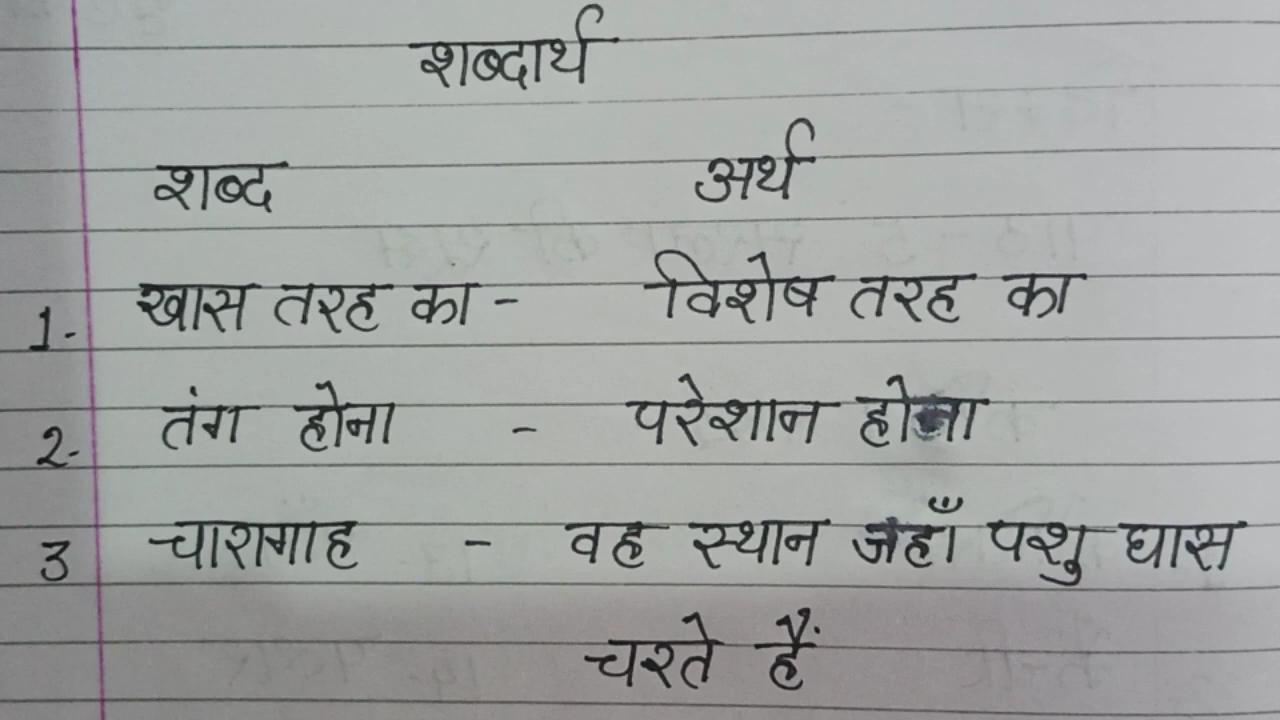 शब्दार्थ
शब्द अर्थ
1. खास तरह का - विशेष तरह का
2. तंग होना - परेशान होना
3 चारागाह - वह स्थान जहाँ पशु घास
चरते हैं